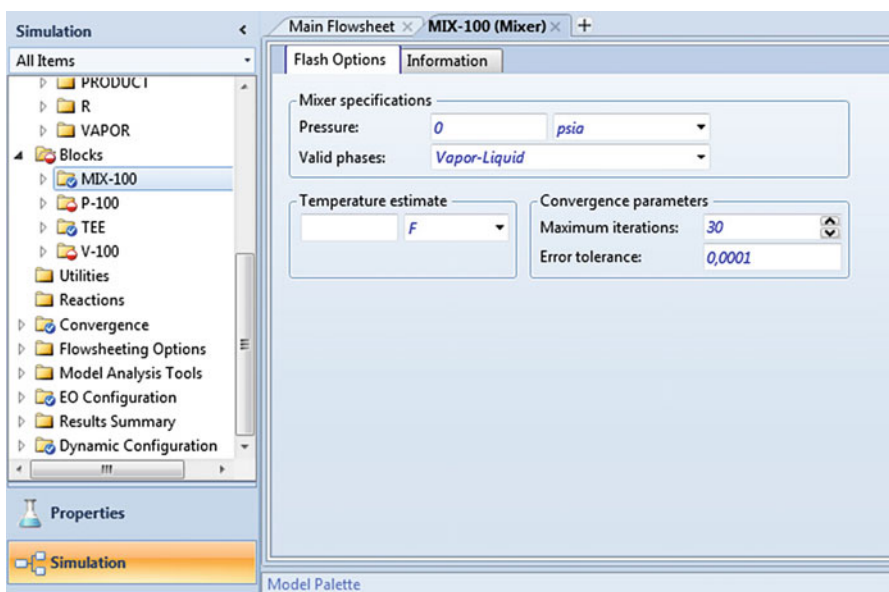 Simulation
All Items
PRODUCT
R
VAPOR
Blocks
MIX-100
P-100
TEE
V-100
Utilities
Reactions
Convergence
Flowsheeting Options
Model Analysis Tools
EO Configuration
Results Summary
Dynamic Configuration
Properties
Simulation
Main Flowsheet MIX-100 (Mixer) +
Flash Options Information
Mixer specifications
Pressure: 0 psia
Valid phases: Vapor-Liquid
Temperature estimate
F
Convergence parameters
Maximum iterations: 30
Error tolerance: 0,0001
Model Palette